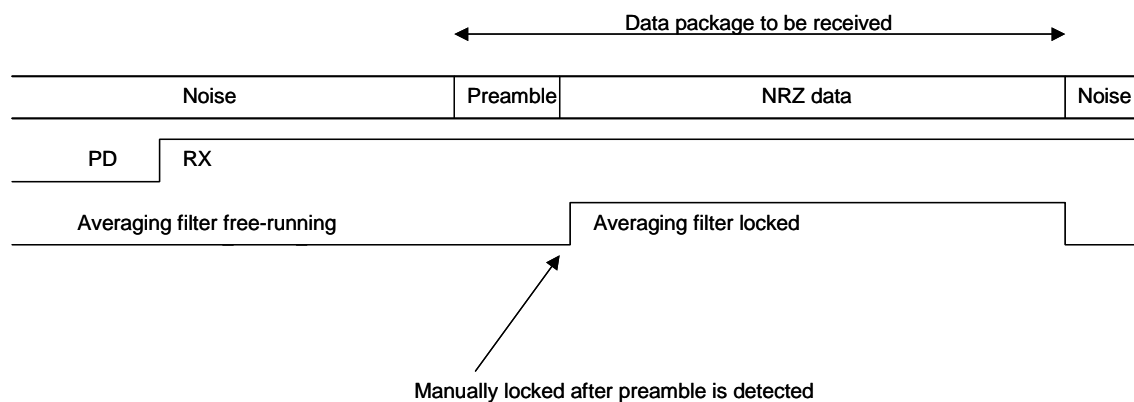 Data package to be received
Noise Preamble NRZ data Noise
PD RX
Averaging filter free-running Averaging filter locked
Manually locked after preamble is detected